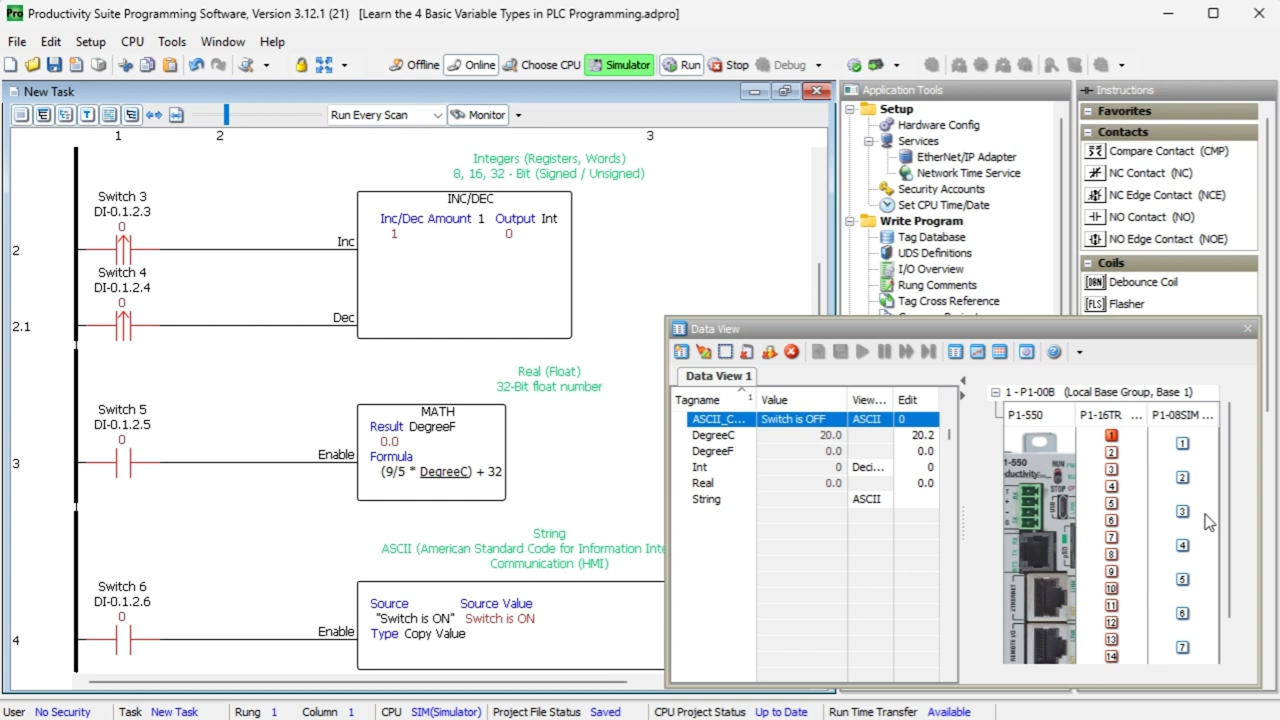 Pro Productivity Suite Programming Software, Version 3.12.1 (21) [Learn the 4 Basic Variable Types in PLC Programming.adpro]
File Edit Setup CPU Tools Window Help
Offline Online Choose CPU Simulator Run Stop Debug
New Task
Run Every Scan Monitor
1 2 3
Integers (Registers, Words)
8, 16, 32 - Bit (Signed / Unsigned)
Switch 3
DI-0.1.2.3
0
2
Inc
INC/DEC
Inc/Dec Amount 1 Output Int
1 0
Switch 4
DI-0.1.2.4
0
2.1
Dec
Real (Float)
32-Bit float number
Switch 5
DI-0.1.2.5
0
3
Enable
MATH
Result DegreeF
0.0
Formula
(9/5 * DegreeC) + 32
String
ASCII (American Standard Code for Information Inte
Communication (HMI)
Switch 6
DI-0.1.2.6
0
4
Enable
Source Source Value
"Switch is ON" Switch is ON
Type Copy Value
Application Tools
Setup
Hardware Config
Services
EtherNet/IP Adapter
Network Time Service
Security Accounts
Set CPU Time/Date
Write Program
Tag Database
UDS Definitions
I/O Overview
Rung Comments
Tag Cross Reference
Instructions
Favorites
Contacts
Compare Contact (CMP)
NC Contact (NC)
NC Edge Contact (NCE)
NO Contact (NO)
NO Edge Contact (NOE)
Coils
Debounce Coil
Flasher
Data View
Data View 1
Tagname 1 Value View... Edit
ASCII_C... Switch is OFF ASCII 0
DegreeC 20.0 20.2
DegreeF 0.0 0.0
Int 0 Deci... 0
Real 0.0 0.0
String ASCII
1 - P1-00B (Local Base Group, Base 1)
P1-550 P1-16TR ... P1-08SIM ...
1
2
3
4
5
6
7
8
9
10
11
12
13
14
1
2
3
4
5
6
7
1-550
RUN
STOP
ETHERNET
REMOTE I/O
User No Security Task New Task Rung 1 Column 1 CPU SIM(Simulator) Project File Status Saved CPU Project Status Up to Date Run Time Transfer Available